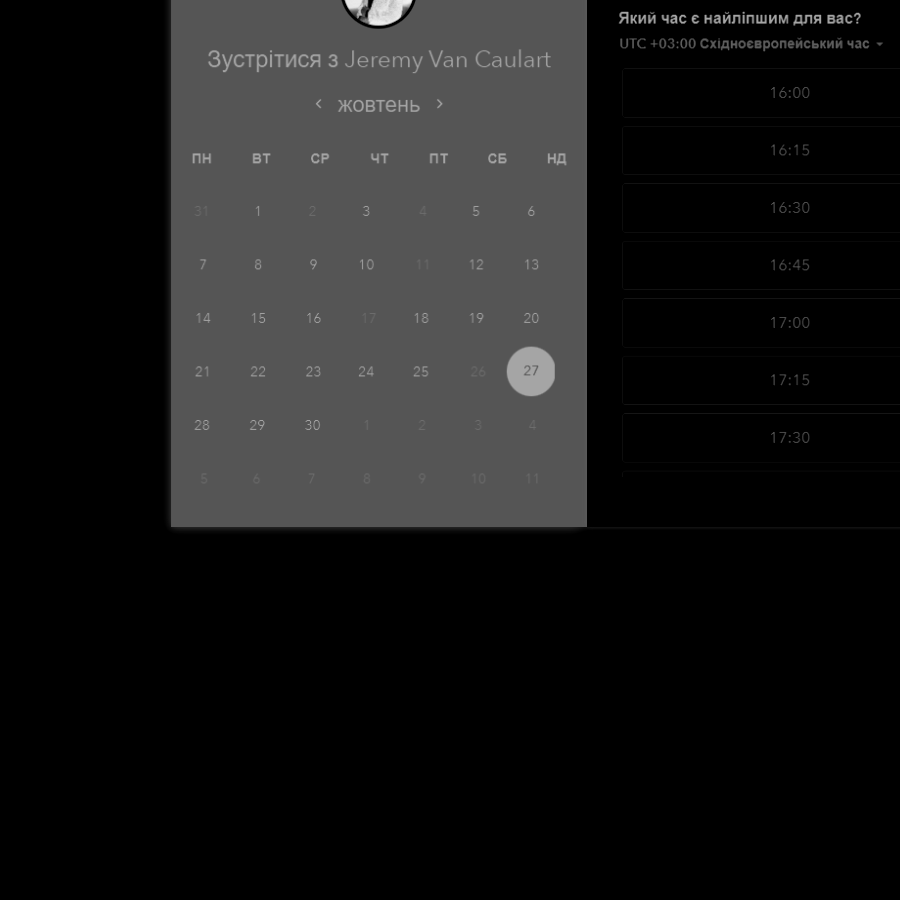 Зустрітися з Jeremy Van Caulart
жовтень
ПН ВТ СР ЧТ ПТ СБ НД
31 1 2 3 4 5 6
7 8 9 10 11 12 13
14 15 16 17 18 19 20
21 22 23 24 25 26 27
28 29 30 1 2 3 4
5 6 7 8 9 10 11
Який час є найліпшим для вас?
UTC +03:00 Східноєвропейський час
16:00
16:15
16:30
16:45
17:00
17:15
17:30